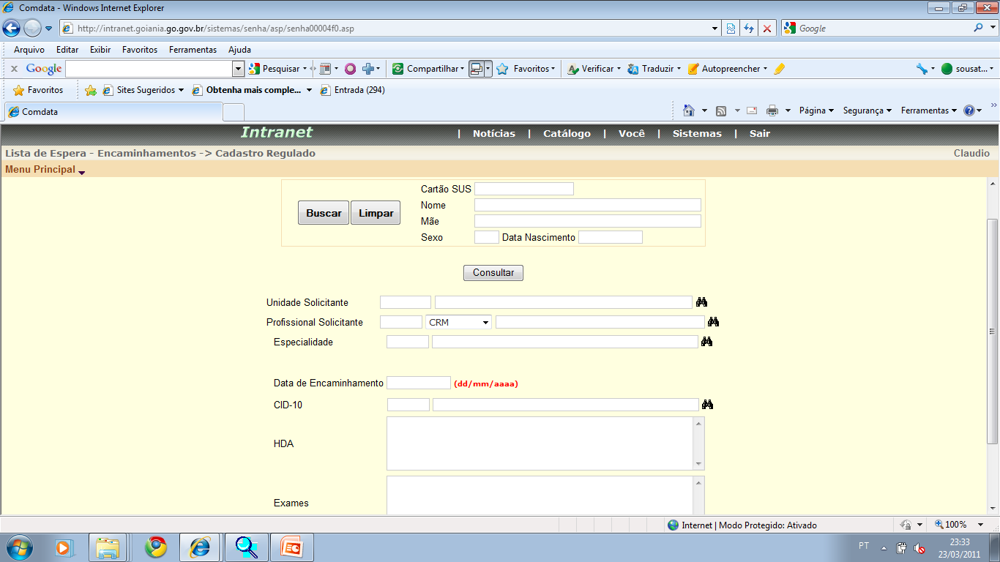 Comdata - Windows Internet Explorer
http://intranet.goiania.go.gov.br/sistemas/senha/asp/senha00004f0.asp
Google
Arquivo Editar Exibir Favoritos Ferramentas Ajuda
x Google Pesquisar Compartilhar Favoritos Verificar Traduzir Autopreencher sousat...
Favoritos Sites Sugeridos Obtenha mais comple... Entrada (294)
Comdata Página Segurança Ferramentas »
Intranet | Notícias | Catálogo | Você | Sistemas | Sair
Lista de Espera - Encaminhamentos -> Cadastro Regulado Claudio
Menu Principal
Cartão SUS
Buscar Limpar
Nome
Mãe
Sexo Data Nascimento
Consultar
Unidade Solicitante
Profissional Solicitante CRM
Especialidade
Data de Encaminhamento (dd/mm/aaaa)
CID-10
HDA
Exames
Internet | Modo Protegido: Ativado 100%
PT 23:33
23/03/2011